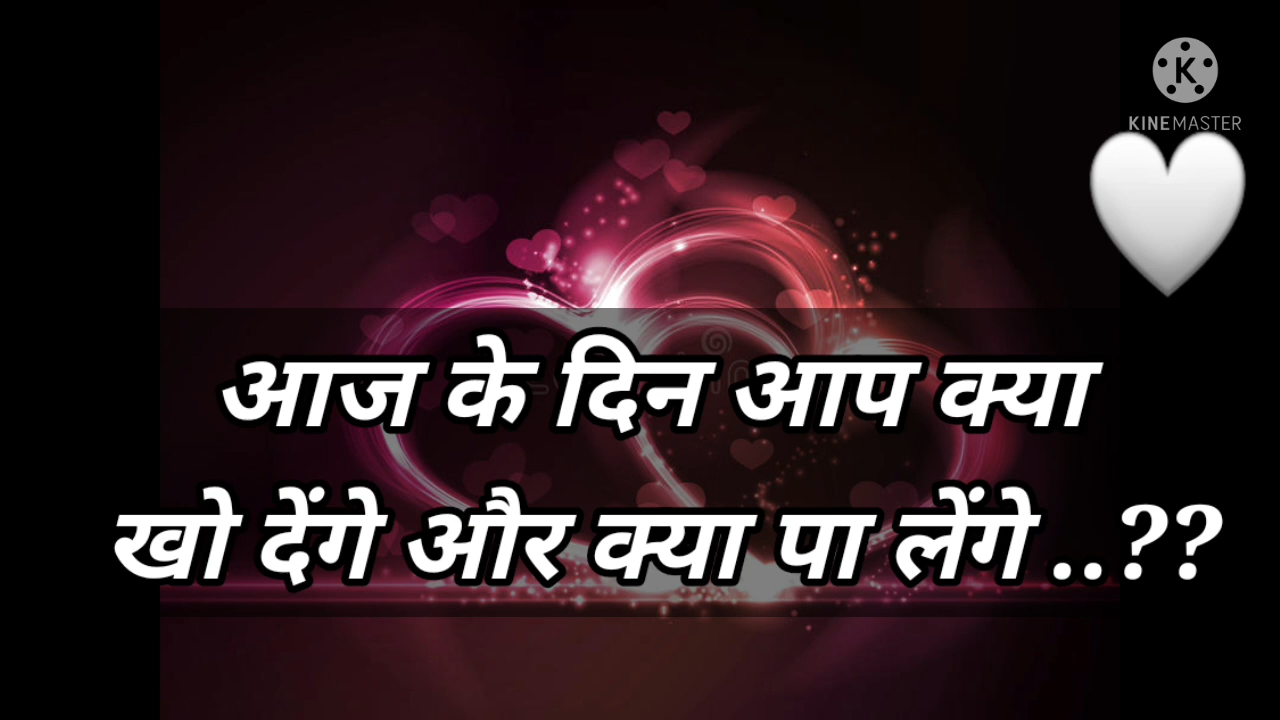 KINEMASTER
आज के दिन आप क्या
खो देंगे और क्या पा लेंगे ..??